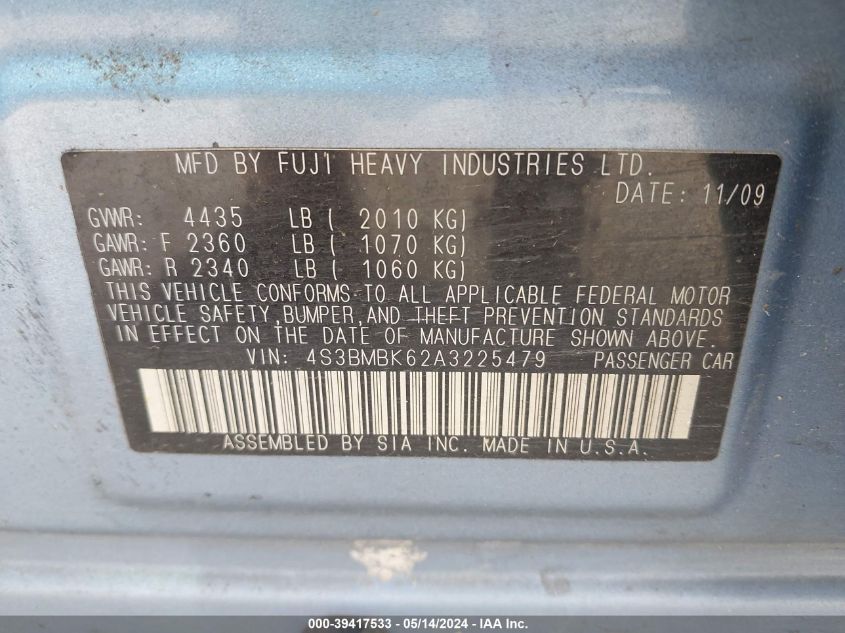 MFD BY FUJI HEAVY INDUSTRIES LTD.
DATE: 11/09
GVWR: 4435 LB ( 2010 KG)
GAWR: F 2360 LB ( 1070 KG)
GAWR: R 2340 LB ( 1060 KG)
THIS VEHICLE CONFORMS TO ALL APPLICABLE FEDERAL MOTOR
VEHICLE SAFETY, BUMPER, AND THEFT PREVENTION STANDARDS
IN EFFECT ON THE DATE OF MANUFACTURE SHOWN ABOVE.
VIN: 4S3BMBK62A3225479 PASSENGER CAR
ASSEMBLED BY SIA INC. MADE IN U.S.A.
000-39417533 - 05/14/2024 - IAA Inc.